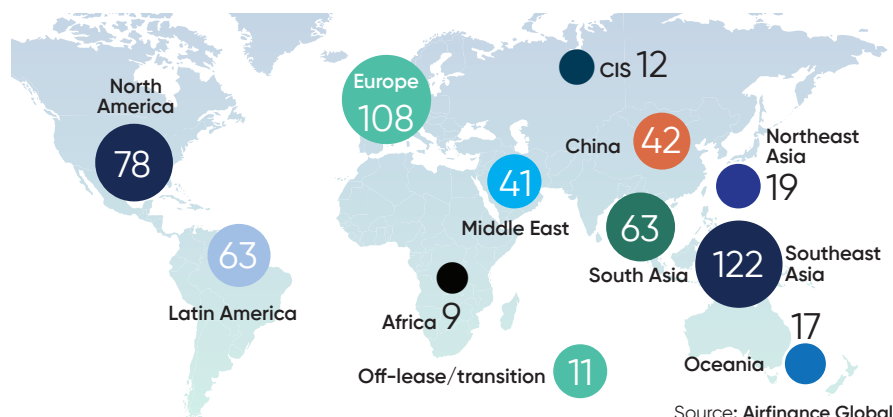 North
America
78
Europe
108
CIS 12
China
42
Northeast
Asia
19
41
Middle East
63
South Asia
122
Southeast
Asia
63
Latin America
Africa 9
17
Oceania
Off-lease/transition
11
Source: Airfinance Global